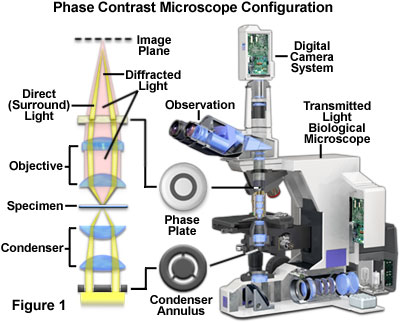 Phase Contrast Microscope Configuration
Image
Plane
Diffracted
Light
Direct
(Surround)
Light
Objective
Specimen
Condenser
Figure 1
Observation
Digital
Camera
System
Transmitted
Light
Biological
Microscope
Phase
Plate
Condenser
Annulus